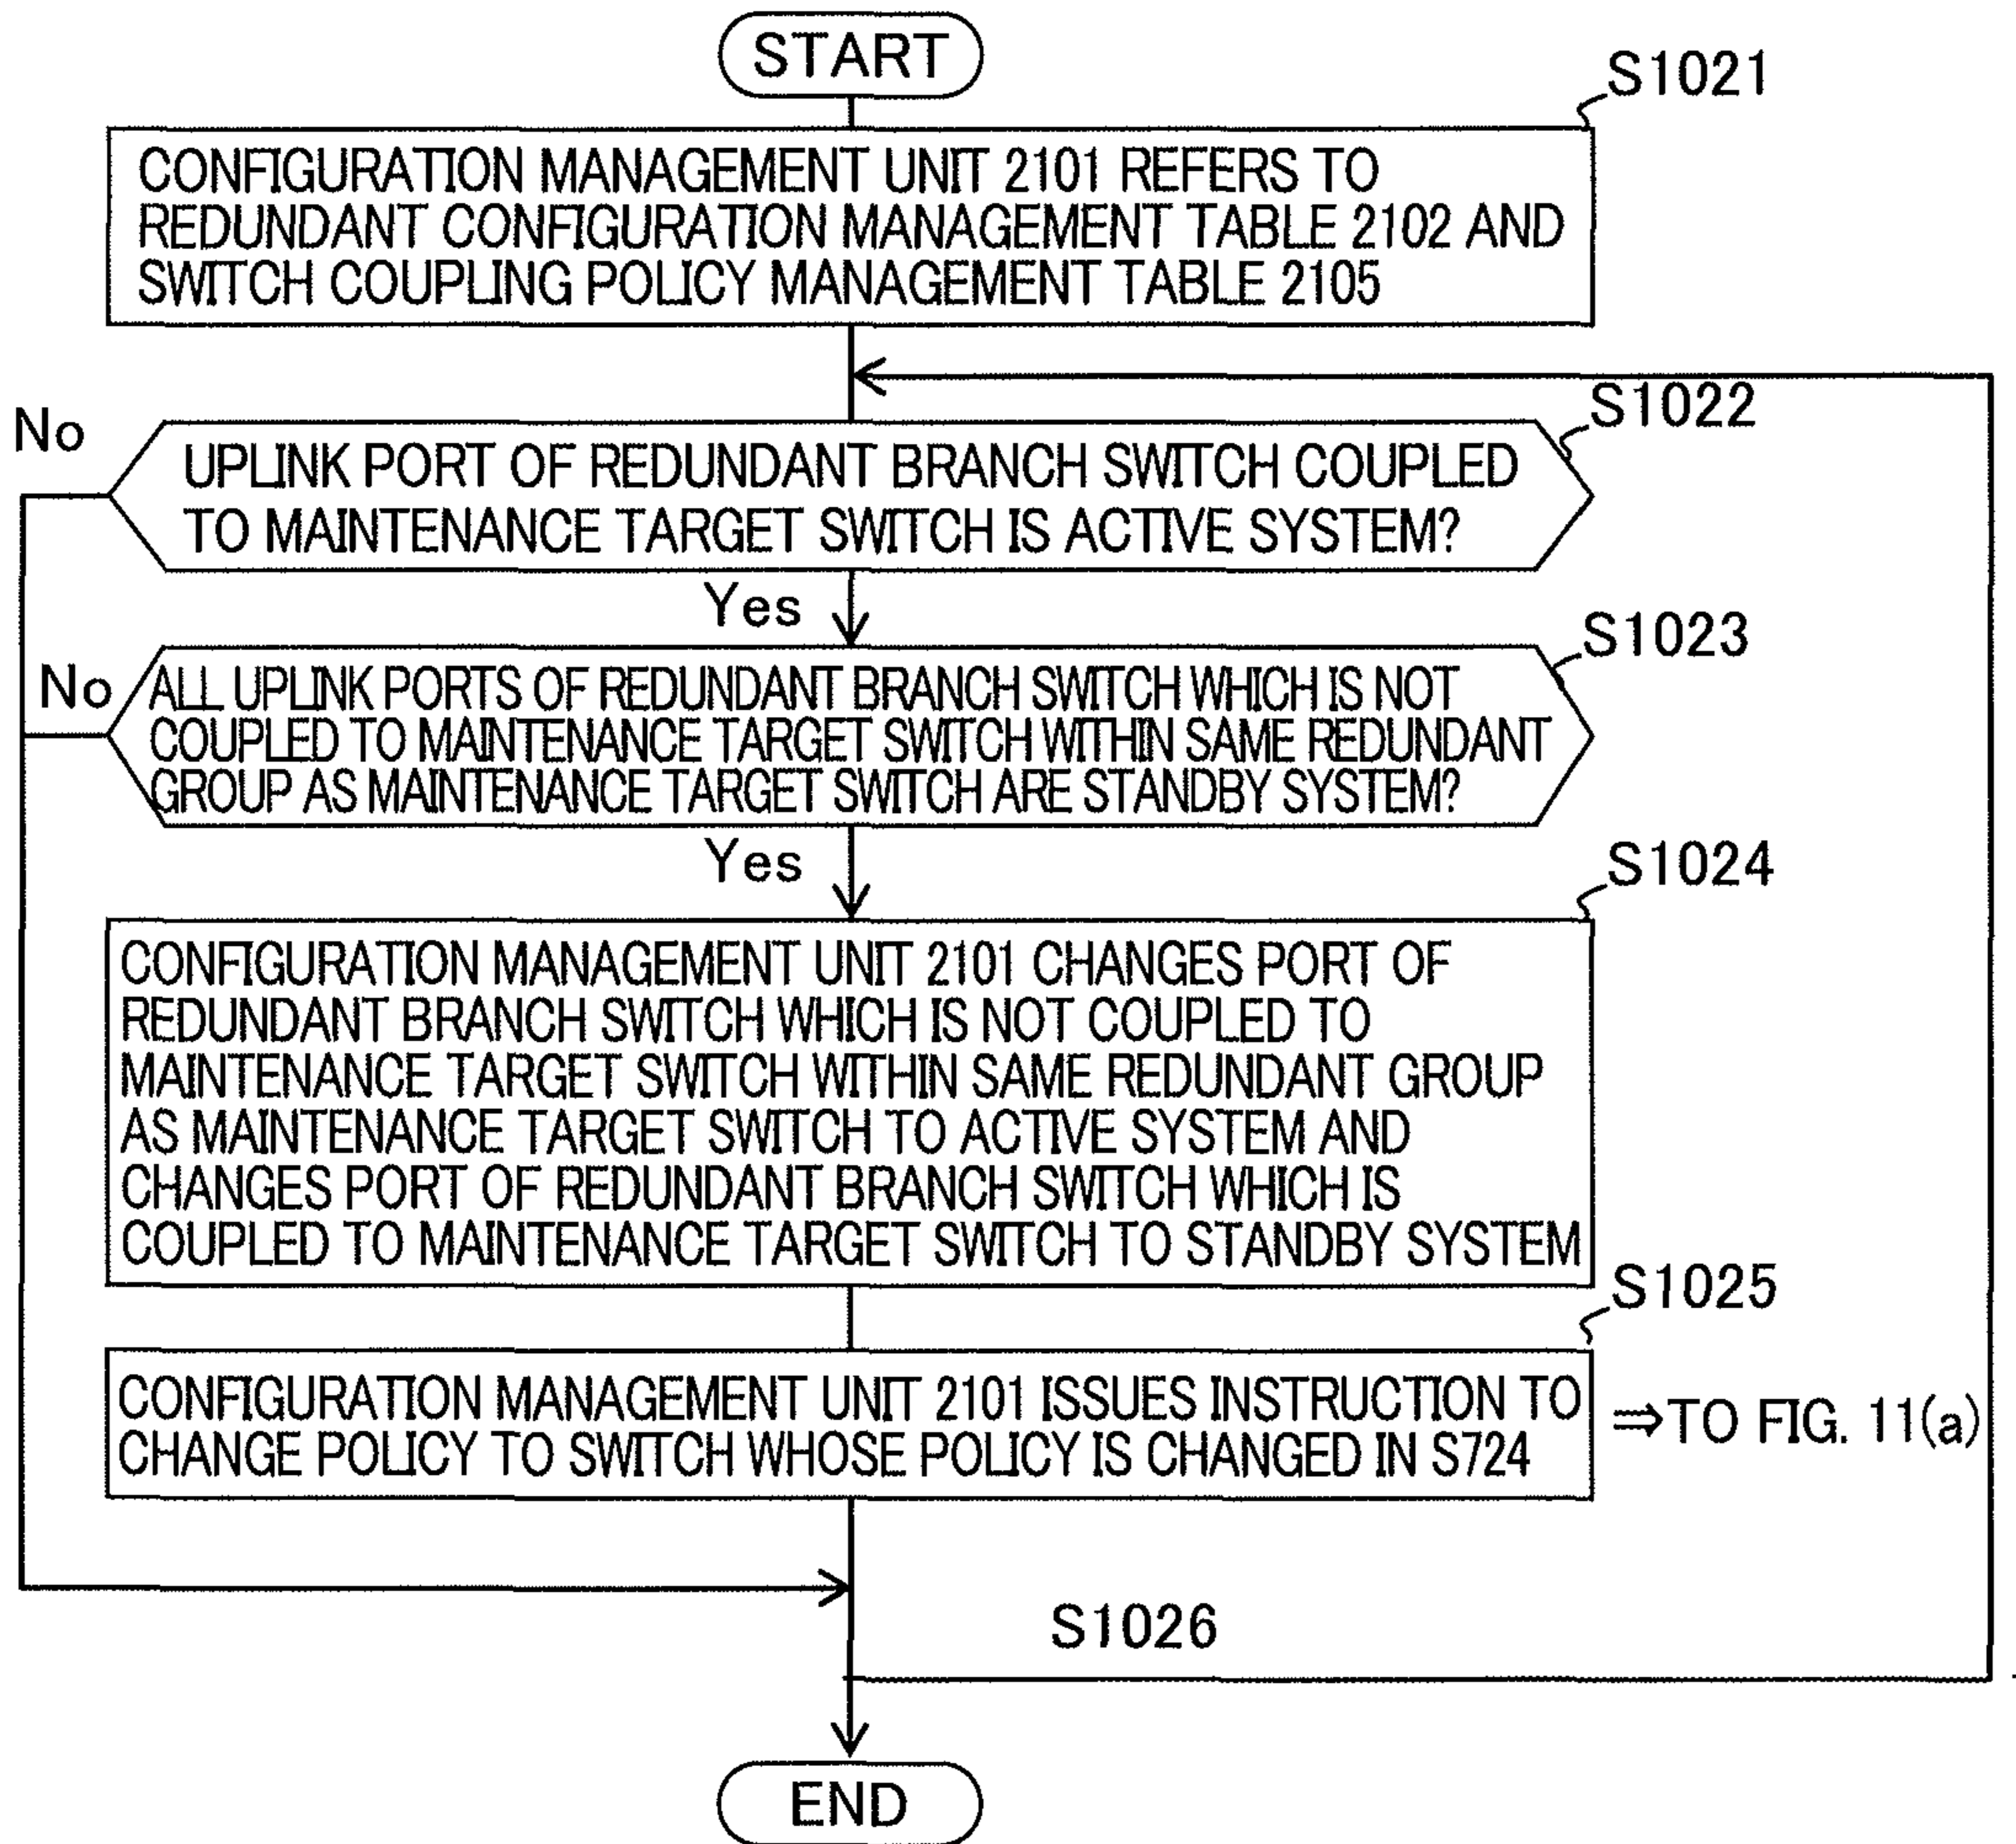 START
S1021
CONFIGURATION MANAGEMENT UNIT 2101 REFERS TO
REDUNDANT CONFIGURATION MANAGEMENT TABLE 2102 AND
SWITCH COUPLING POLICY MANAGEMENT TABLE 2105
S1022
No
UPLINK PORT OF REDUNDANT BRANCH SWITCH COUPLED
TO MAINTENANCE TARGET SWITCH IS ACTIVE SYSTEM?
Yes
S1023
No
ALL UPLINK PORTS OF REDUNDANT BRANCH SWITCH WHICH IS NOT
COUPLED TO MAINTENANCE TARGET SWITCH WITHIN SAME REDUNDANT
GROUP AS MAINTENANCE TARGET SWITCH ARE STANDBY SYSTEM?
Yes
S1024
CONFIGURATION MANAGEMENT UNIT 2101 CHANGES PORT OF
REDUNDANT BRANCH SWITCH WHICH IS NOT COUPLED TO
MAINTENANCE TARGET SWITCH WITHIN SAME REDUNDANT GROUP
AS MAINTENANCE TARGET SWITCH TO ACTIVE SYSTEM AND
CHANGES PORT OF REDUNDANT BRANCH SWITCH WHICH IS
COUPLED TO MAINTENANCE TARGET SWITCH TO STANDBY SYSTEM
S1025
CONFIGURATION MANAGEMENT UNIT 2101 ISSUES INSTRUCTION TO
CHANGE POLICY TO SWITCH WHOSE POLICY IS CHANGED IN S724
⇒TO FIG. 11(a)
S1026
END